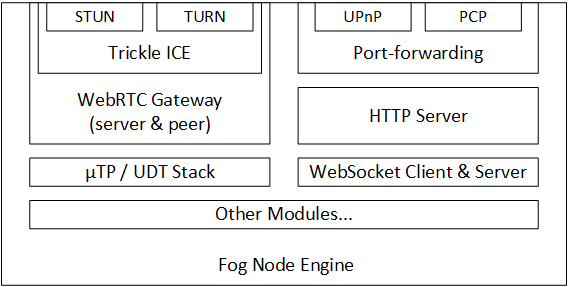 STUN
TURN
UPnP
PCP
Trickle ICE
Port-forwarding
WebRTC Gateway
(server & peer)
HTTP Server
µTP / UDT Stack
WebSocket Client & Server
Other Modules...
Fog Node Engine